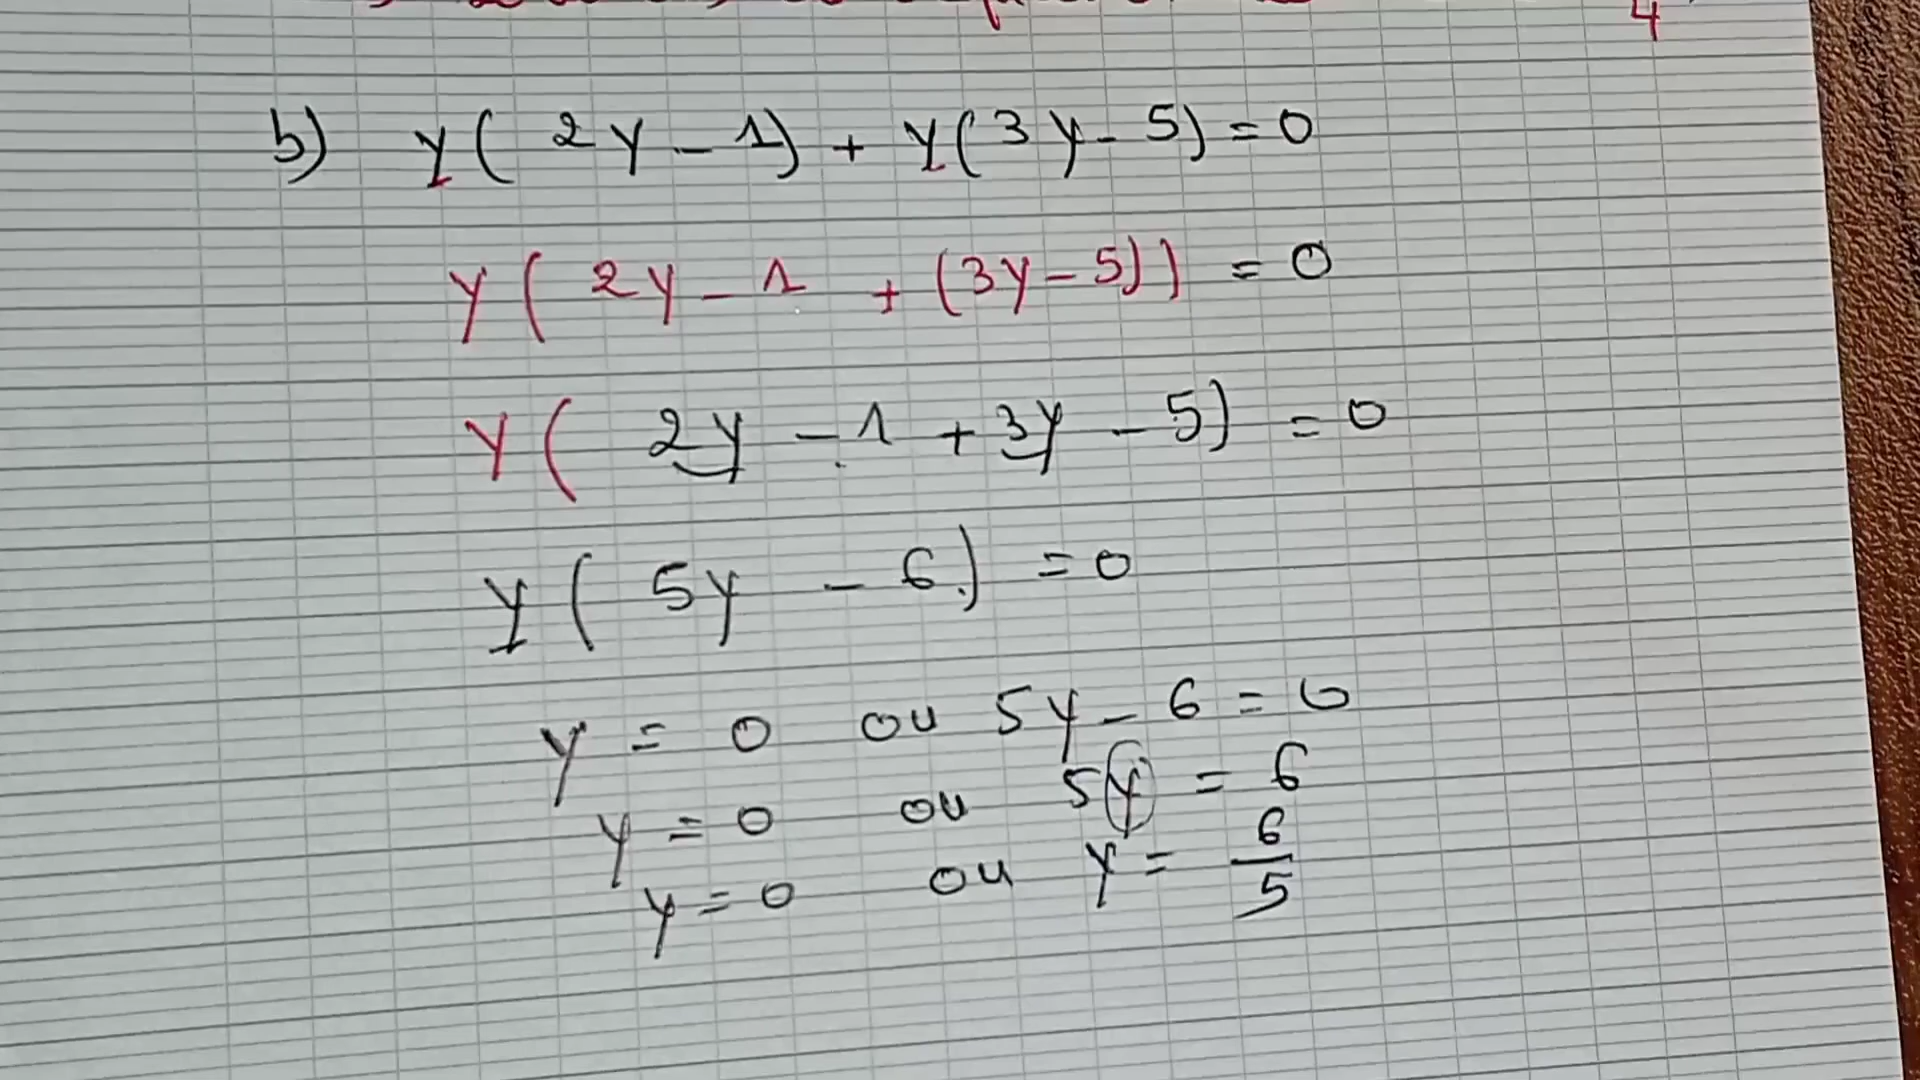 4
b) y(2y - 1) + y(3y - 5) = 0
y(2y - 1 + (3y - 5)) = 0
y(2y - 1 + 3y - 5) = 0
y(5y - 6) = 0
y = 0 ou 5y - 6 = 0
y = 0 ou 5y = 6
y = 0 ou y = 6/5